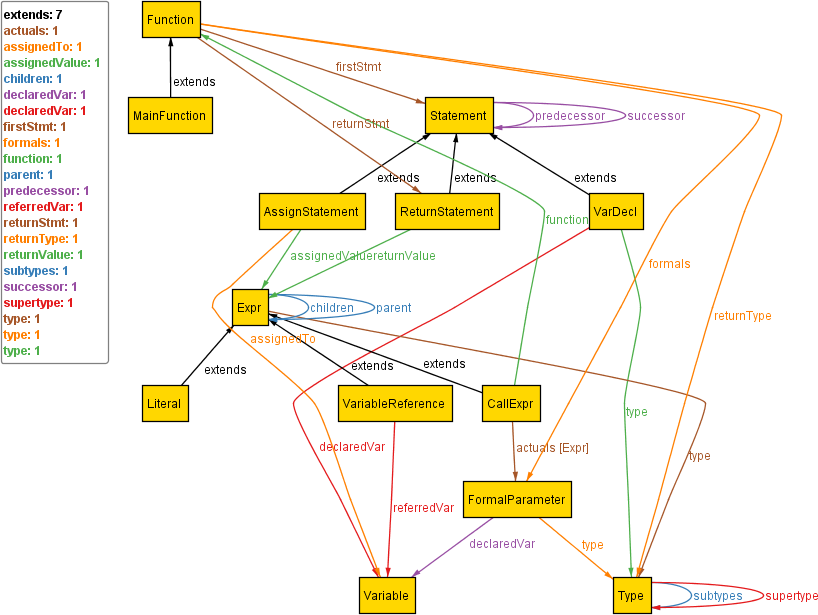 extends: 7
actuals: 1
assignedTo: 1
assignedValue: 1
children: 1
declaredVar: 1
declaredVar: 1
firstStmt: 1
formals: 1
function: 1
parent: 1
predecessor: 1
referredVar: 1
returnStmt: 1
returnType: 1
returnValue: 1
subtypes: 1
successor: 1
supertype: 1
type: 1
type: 1
type: 1
Function
firstStmt
extends
MainFunction
Statement
predecessor
successor
returnStmt
extends
extends
extends
AssignStatement
ReturnStatement
VarDecl
function
assignedValue
returnValue
formals
Expr
children
parent
returnType
assignedTo
extends
extends
extends
Literal
VariableReference
CallExpr
type
declaredVar
actuals [Expr]
type
FormalParameter
referredVar
declaredVar
type
Variable
Type
subtypes
supertype